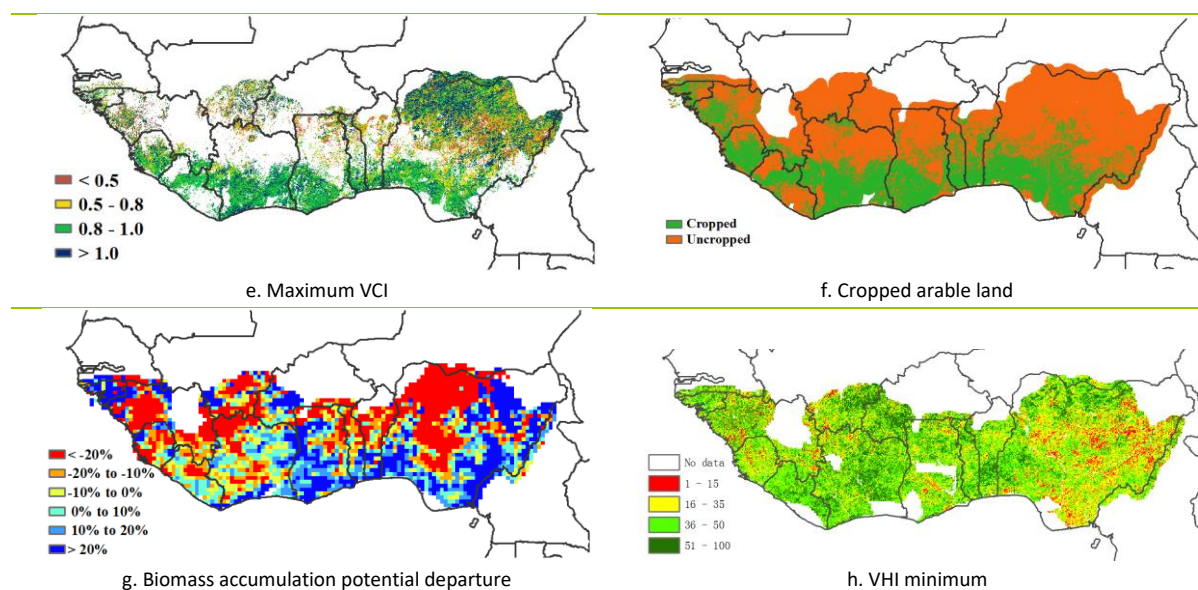 < 0.5
0.5 - 0.8
0.8 - 1.0
> 1.0
e. Maximum VCI
Cropped
Uncropped
f. Cropped arable land
< -20%
-20% to -10%
-10% to 0%
0% to 10%
10% to 20%
> 20%
g. Biomass accumulation potential departure
No data
1 - 15
16 - 35
36 - 50
51 - 100
h. VHI minimum